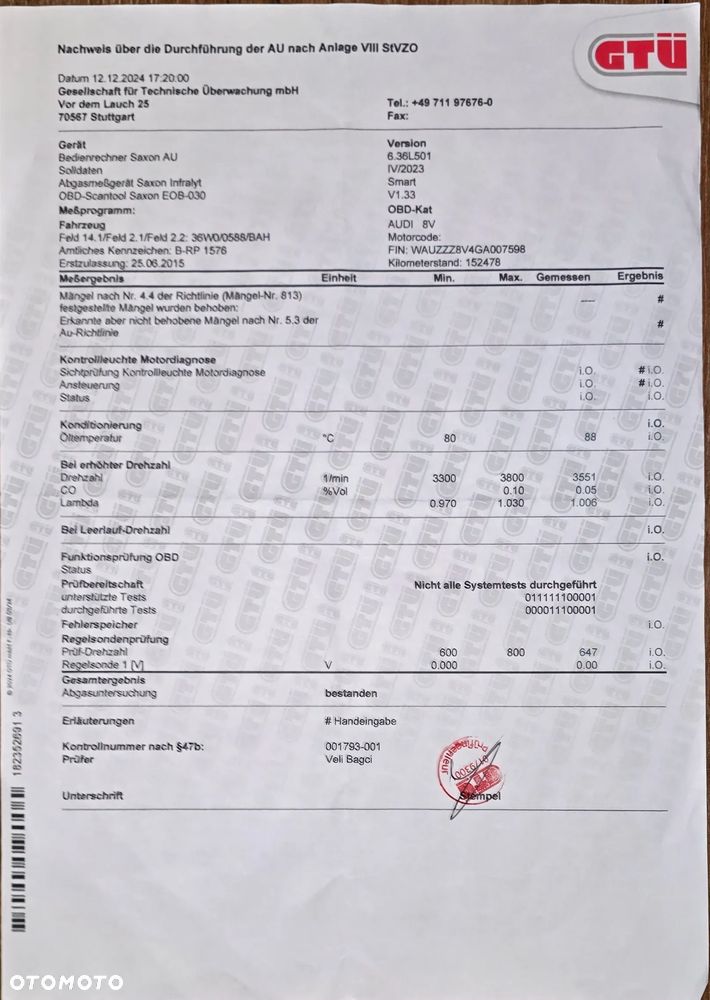 GTÜ
Nachweis über die Durchführung der AU nach Anlage VIII StVZO
Datum 12.12.2024 17:20:00
Gesellschaft für Technische Überwachung mbH
Vor dem Lauch 25 Tel.: +49 711 97676-0
70567 Stuttgart Fax:
Gerät Version
Bedienrechner Saxon AU 6.36L501
Solldaten IV/2023
Abgasmeßgerät Saxon Infralyt Smart
OBD-Scantool Saxon EOB-030 V1.33
Meßprogramm: OBD-Kat
Fahrzeug AUDI 8V
Feld 14.1/Feld 2.1/Feld 2.2: 36W0/0588/BAH Motorcode:
Amtliches Kennzeichen: B-RP 1576 FIN: WAUZZZ8V4GA007598
Erstzulassung: 25.06.2015 Kilometerstand: 152478
Meßergebnis Einheit Min. Max. Gemessen Ergebnis
Mängel nach Nr. 4.4 der Richtlinie (Mängel-Nr. 813) ---- #
festgestellte Mängel wurden behoben:
Erkannte aber nicht behobene Mängel nach Nr. 5.3 der #
Au-Richtlinie
Kontrollleuchte Motordiagnose
Sichtprüfung Kontrollleuchte Motordiagnose i.O. # i.O.
Ansteuerung i.O. # i.O.
Status i.O. i.O.
Konditionierung i.O.
Öltemperatur °C 80 88 i.O.
Bei erhöhter Drehzahl
Drehzahl 1/min 3300 3800 3551 i.O.
CO %Vol 0.10 0.05 i.O.
Lambda 0.970 1.030 1.006 i.O.
Bei Leerlauf-Drehzahl i.O.
Funktionsprüfung OBD i.O.
Status
Prüfbereitschaft Nicht alle Systemtests durchgeführt
unterstützte Tests 011111100001
durchgeführte Tests 000011100001
Fehlerspeicher i.O.
Regelsondenprüfung
Prüf-Drehzahl 600 800 647 i.O.
Regelsonde 1 [V] V 0.000 0.00 i.O.
Gesamtergebnis
Abgasuntersuchung bestanden
Erläuterungen # Handeingabe
Kontrollnummer nach §47b: 001793-001
Prüfer Veli Bagci
Prüfingenieur
Unterschrift Stempel
182352691 3
OTOMOTO